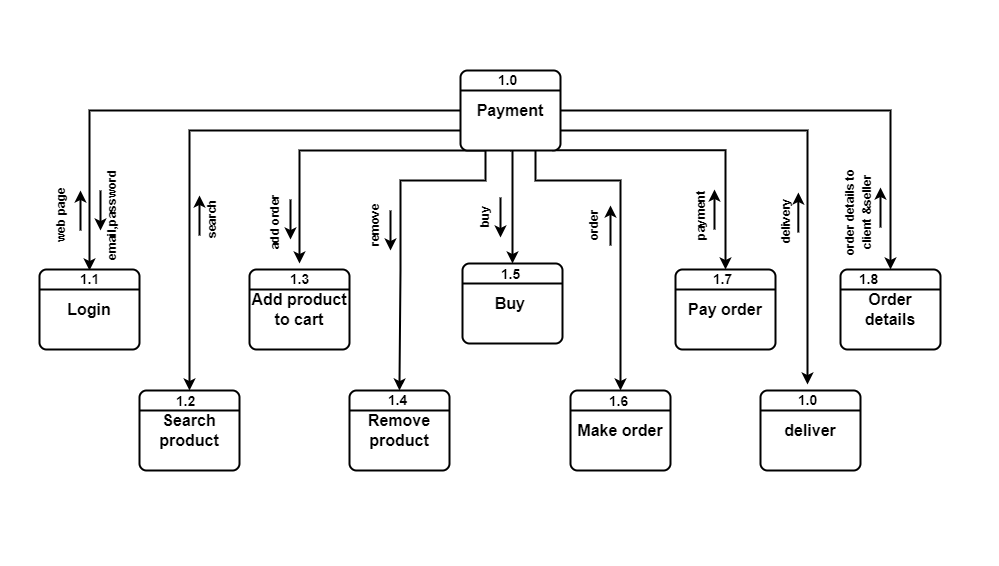 1.0
Payment
web page
email,password
search
add order
remove
buy
order
payment
delivery
order details to
client &seller
1.1
Login
1.3
Add product
to cart
1.5
Buy
1.7
Pay order
1.8
Order
details
1.2
Search
product
1.4
Remove
product
1.6
Make order
1.0
deliver